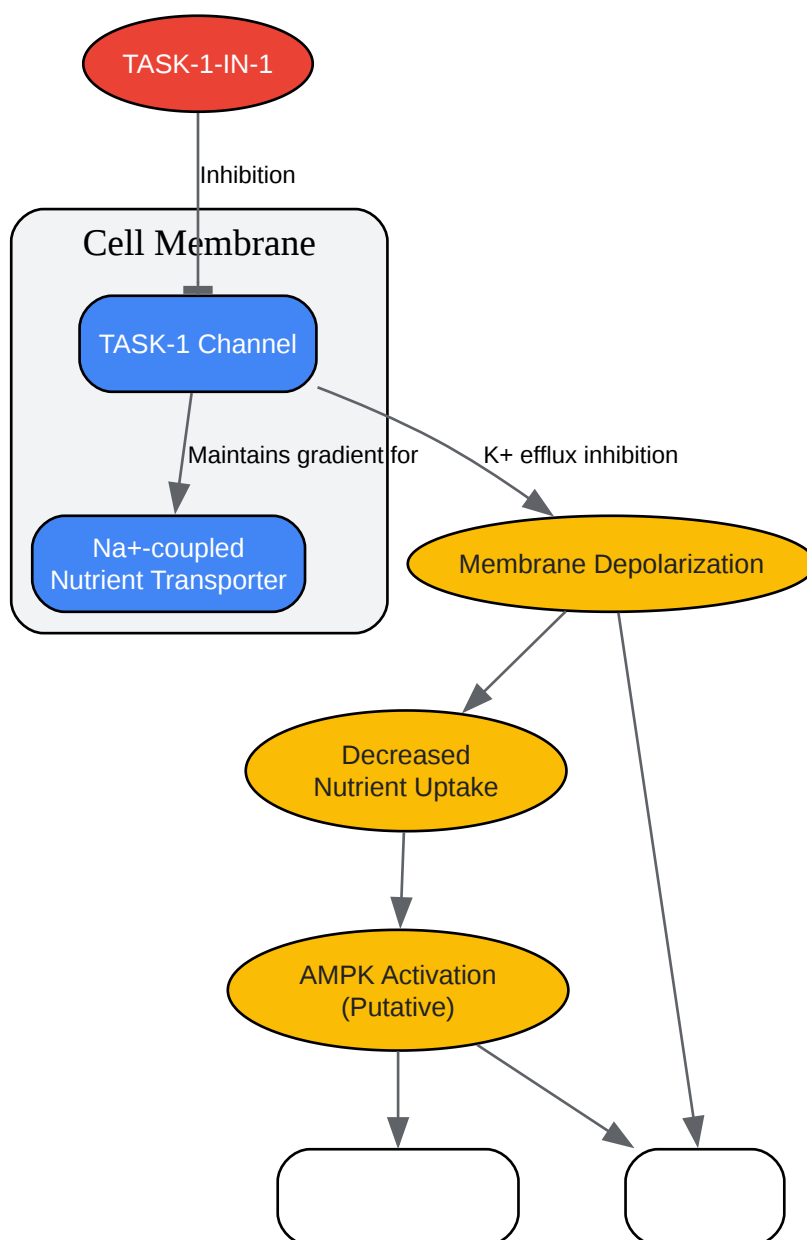 TASK-1-IN-1
Inhibition
Cell Membrane
TASK-1 Channel
Maintains gradient for
K+ efflux inhibition
Na+-coupled
Nutrient Transporter
Membrane Depolarization
Decreased
Nutrient Uptake
AMPK Activation
(Putative)